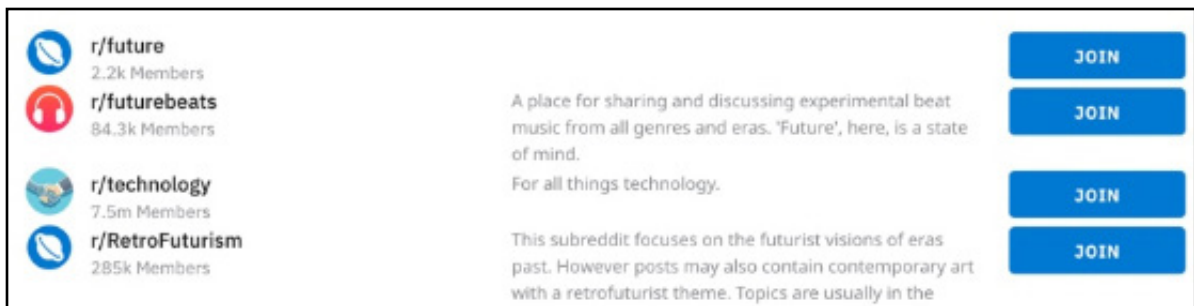 r/future
2.2k Members
JOIN
r/futurebeats
84.3k Members
A place for sharing and discussing experimental beat
music from all genres and eras. 'Future', here, is a state
of mind.
JOIN
r/technology
7.5m Members
For all things technology.
JOIN
r/RetroFuturism
285k Members
This subreddit focuses on the futurist visions of eras
past. However posts may also contain contemporary art
with a retrofuturist theme. Topics are usually in the
JOIN